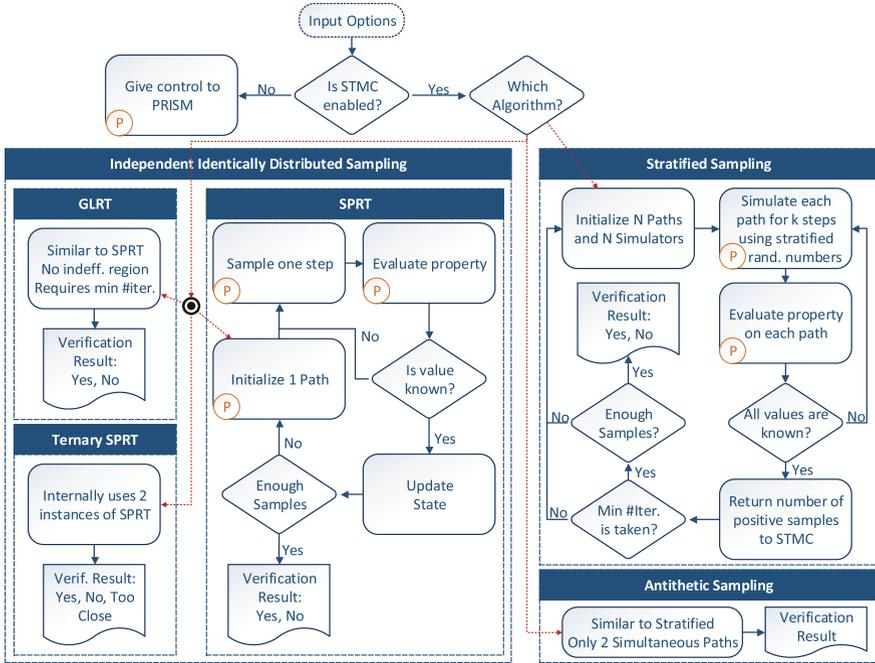 Input Options
Give control to
PRISM
P
No
Is STMC
enabled?
Yes
Which
Algorithm?
Independent Identically Distributed Sampling
GLRT
Similar to SPRT
No indeff. region
Requires min #iter.
Verification
Result:
Yes, No
Ternary SPRT
Internally uses 2
instances of SPRT
Verif. Result:
Yes, No, Too
Close
SPRT
Sample one step
P
Evaluate property
P
No
Initialize 1 Path
P
Is value
known?
No
Yes
Enough
Samples
Update
State
Yes
Verification
Result:
Yes, No
Stratified Sampling
Initialize N Paths
and N Simulators
Simulate each
path for k steps
using stratified
rand. numbers
P
Verification
Result:
Yes, No
Evaluate property
on each path
P
Yes
No
Enough
Samples?
All values are
known?
No
Yes
Yes
No
Min #Iter.
is taken?
Return number of
positive samples
to STMC
Antithetic Sampling
Similar to Stratified
Only 2 Simultaneous Paths
Verification
Result